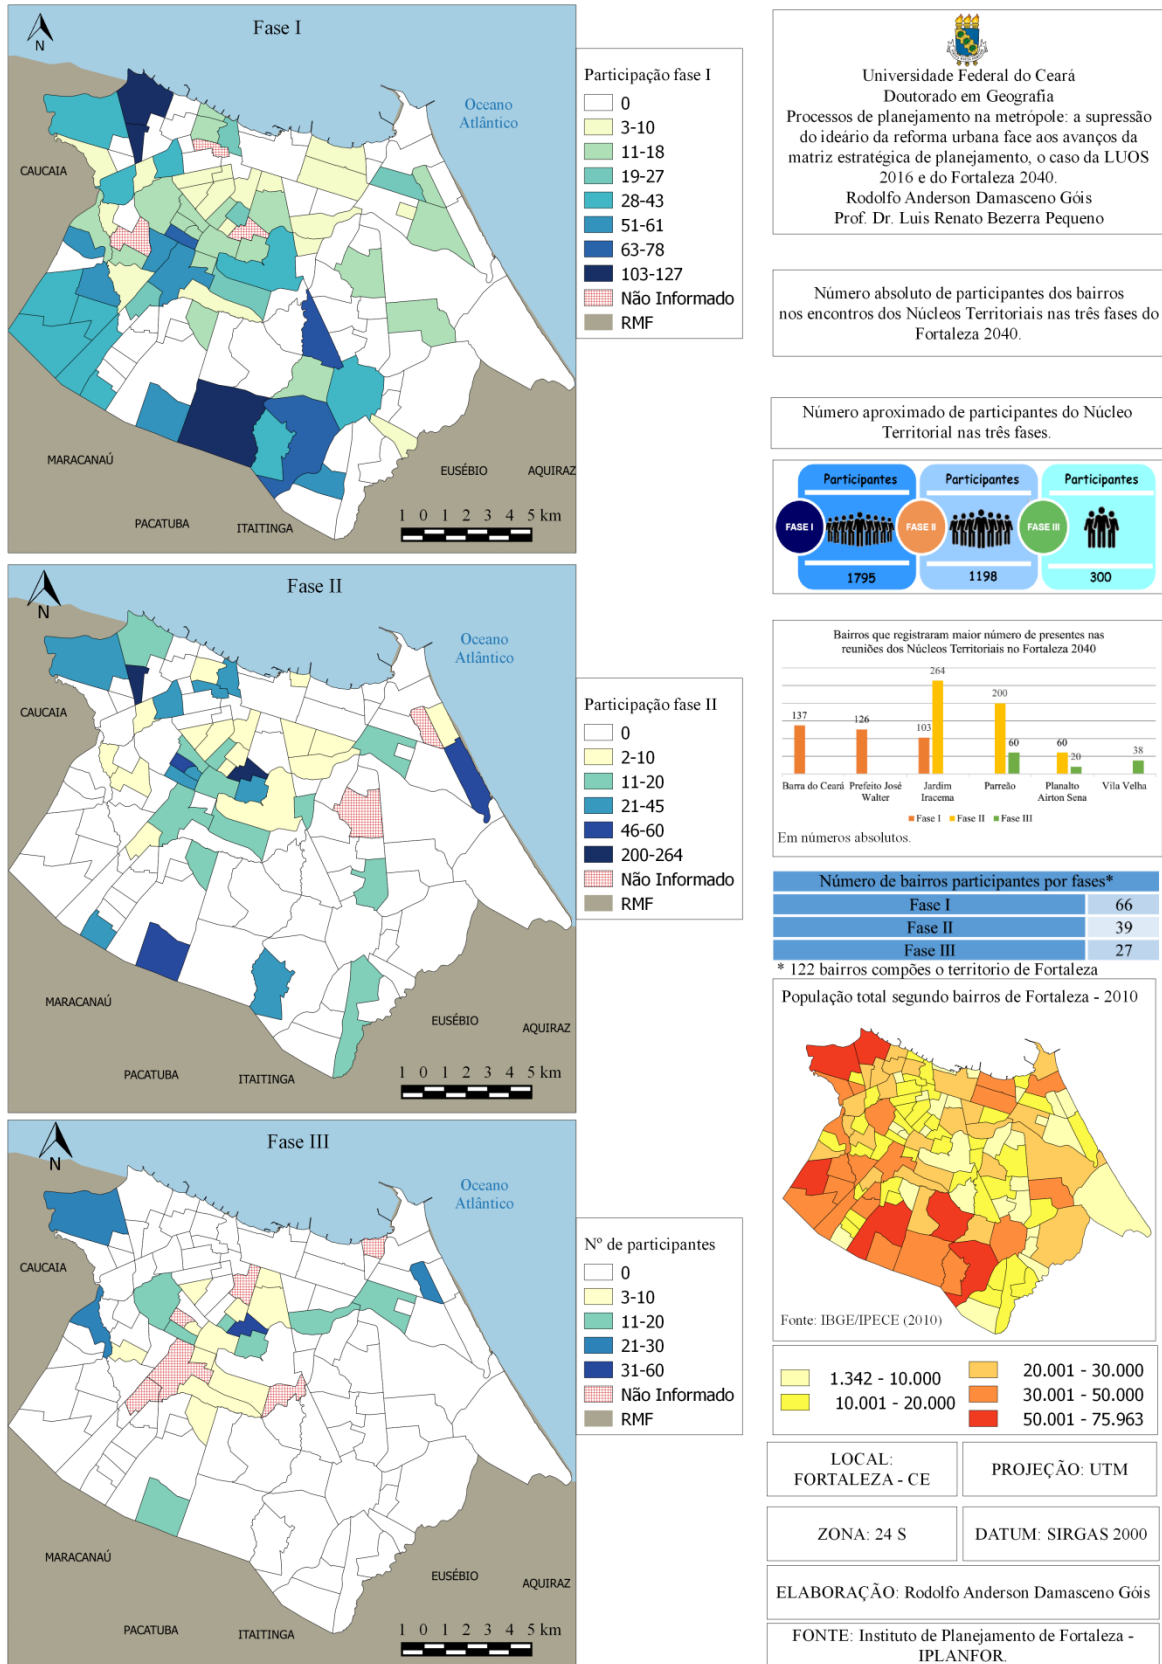 Fase I
N
Oceano
Atlântico
CAUCAIA
MARACANAÚ
PACATUBA
ITAITINGA
EUSÉBIO
AQUIRAZ
1 0 1 2 3 4 5 km
Participação fase I
0
3-10
11-18
19-27
28-43
51-61
63-78
103-127
Não Informado
RMF
Fase II
N
Oceano
Atlântico
CAUCAIA
MARACANAÚ
PACATUBA
ITAITINGA
EUSÉBIO
AQUIRAZ
1 0 1 2 3 4 5 km
Participação fase II
0
2-10
11-20
21-45
46-60
200-264
Não Informado
RMF
Fase III
N
Oceano
Atlântico
CAUCAIA
MARACANAÚ
PACATUBA
ITAITINGA
EUSÉBIO
AQUIRAZ
1 0 1 2 3 4 5 km
Nº de participantes
0
3-10
11-20
21-30
31-60
Não Informado
RMF
Universidade Federal do Ceará
Doutorado em Geografia
Processos de planejamento na metrópole: a supressão
do ideário da reforma urbana face aos avanços da
matriz estratégica de planejamento, o caso da LUOS
2016 e do Fortaleza 2040.
Rodolfo Anderson Damasceno Góis
Prof. Dr. Luis Renato Bezerra Pequeno
Número absoluto de participantes dos bairros
nos encontros dos Núcleos Territoriais nas três fases do
Fortaleza 2040.
Número aproximado de participantes do Núcleo
Territorial nas três fases.
Participantes
Participantes
Participantes
FASE I
FASE II
FASE III
1795
1198
300
Bairros que registraram maior número de presentes nas
reuniões dos Núcleos Territoriais no Fortaleza 2040
137
126
103
264
200
60
60
20
38
Barra do Ceará
Prefeito José
Walter
Jardim
Iracema
Parreão
Planalto
Airton Sena
Vila Velha
Fase I Fase II Fase III
Em números absolutos.
Número de bairros participantes por fases*
Fase I 66
Fase II 39
Fase III 27
* 122 bairros compões o territorio de Fortaleza
População total segundo bairros de Fortaleza - 2010
Fonte: IBGE/IPECE (2010)
1.342 - 10.000
10.001 - 20.000
20.001 - 30.000
30.001 - 50.000
50.001 - 75.963
LOCAL:
FORTALEZA - CE
PROJEÇÃO: UTM
ZONA: 24 S
DATUM: SIRGAS 2000
ELABORAÇÃO: Rodolfo Anderson Damasceno Góis
FONTE: Instituto de Planejamento de Fortaleza -
IPLANFOR.